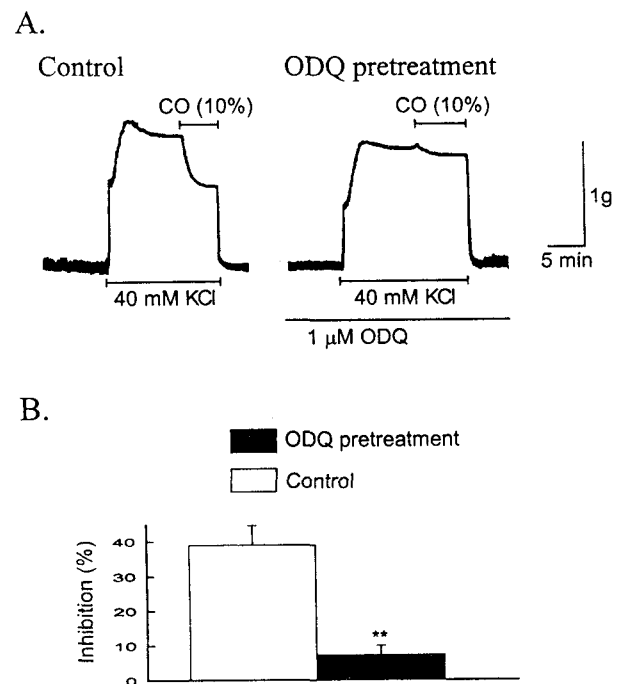 A.
Control
ODQ pretreatment
CO (10%)
CO (10%)
1g
5 min
40 mM KCl
40 mM KCl
1 µM ODQ
B.
ODQ pretreatment
Control
Inhibition (%)
40
30
20
10
0
**